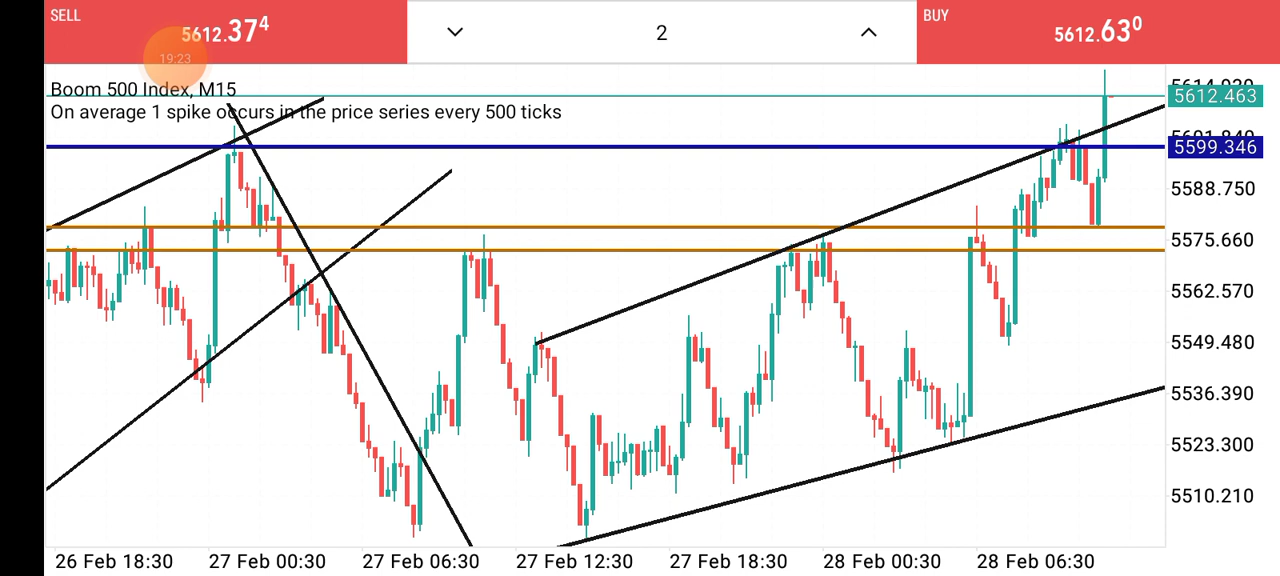 SELL
5612.37⁴
2
BUY
5612.63⁰
19:23
Boom 500 Index, M15
On average 1 spike occurs in the price series every 500 ticks
5612.463
5599.346
5588.750
5575.660
5562.570
5549.480
5536.390
5523.300
5510.210
26 Feb 18:30
27 Feb 00:30
27 Feb 06:30
27 Feb 12:30
27 Feb 18:30
28 Feb 00:30
28 Feb 06:30